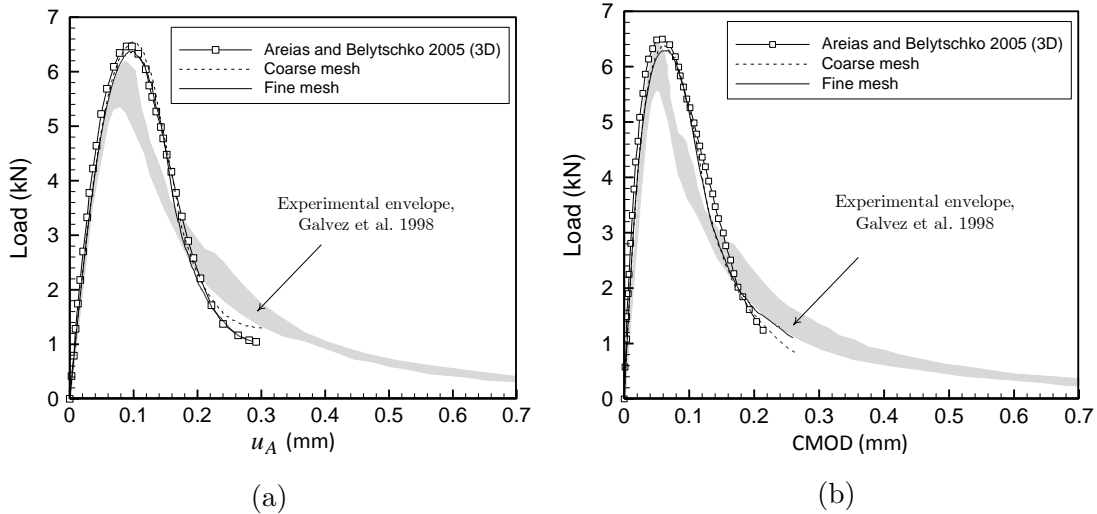 Areias and Belytschko 2005 (3D)
Coarse mesh
Fine mesh
Experimental envelope,
Galvez et al. 1998
Load (kN)
7
6
5
4
3
2
1
0
0 0.1 0.2 0.3 0.4 0.5 0.6 0.7
u_A (mm)
(a)
Areias and Belytschko 2005 (3D)
Coarse mesh
Fine mesh
Experimental envelope,
Galvez et al. 1998
Load (kN)
7
6
5
4
3
2
1
0
0 0.1 0.2 0.3 0.4 0.5 0.6 0.7
CMOD (mm)
(b)